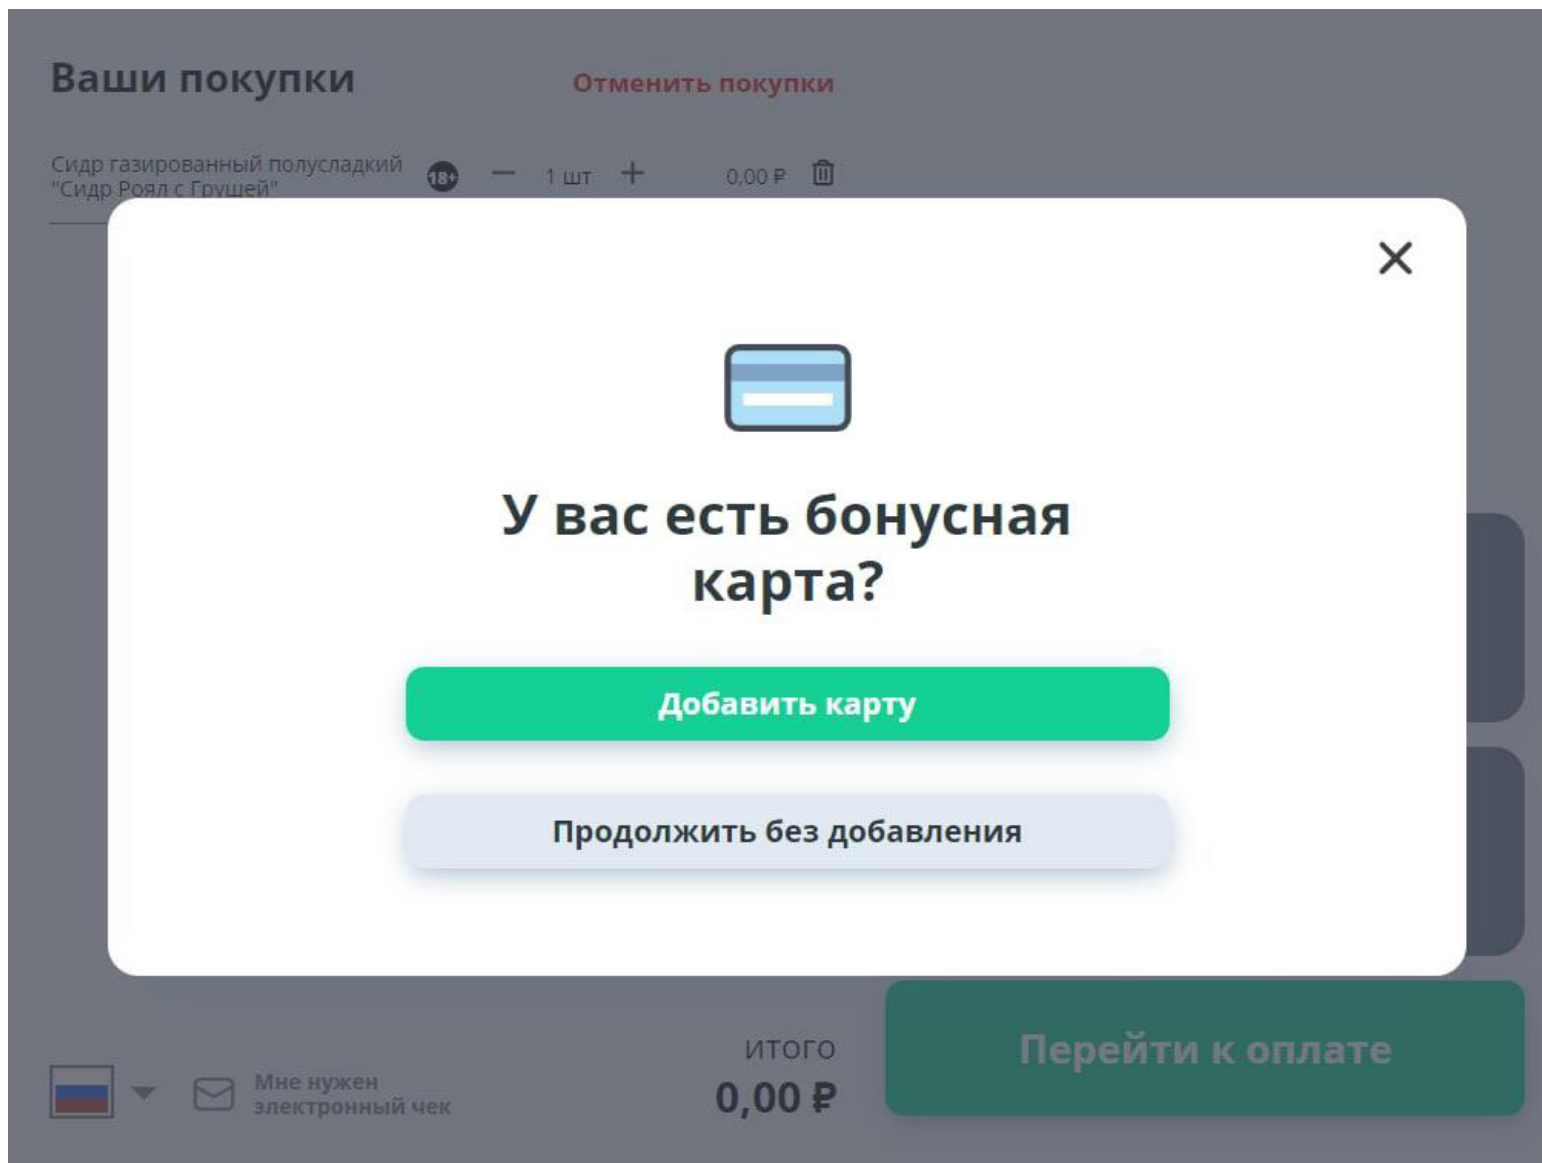 Ваши покупки
Отменить покупки
Сидр газированный полусладкий
"Сидр Роял с Грушей"
18+
1 шт
0,00 ₽
У вас есть бонусная
карта?
Добавить карту
Продолжить без добавления
Мне нужен
электронный чек
ИТОГО
0,00 ₽
Перейти к оплате